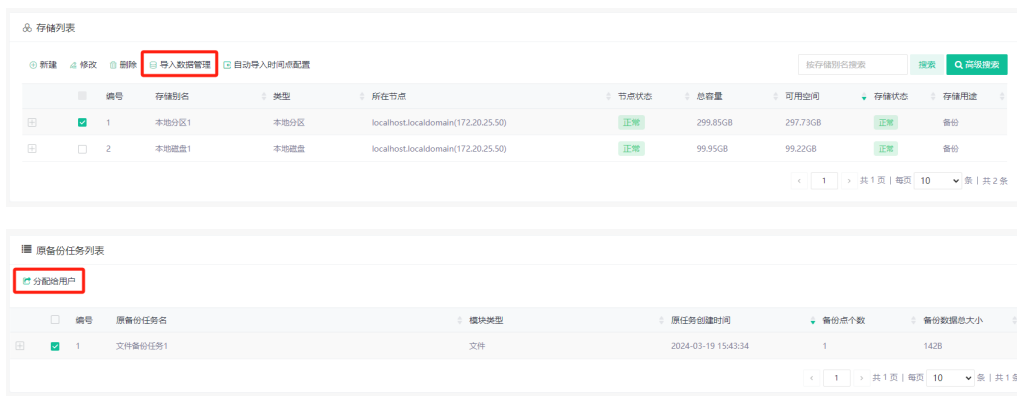 存储列表
新建 修改 删除 导入数据管理 自动导入时间点配置 按存储别名搜索 搜索 高级搜索
编号 存储别名 类型 所在节点 节点状态 总容量 可用空间 存储状态 存储用途
1 本地分区1 本地分区 localhost.localdomain(172.20.25.50) 正常 299.85GB 297.73GB 正常 备份
2 本地磁盘1 本地磁盘 localhost.localdomain(172.20.25.50) 正常 99.95GB 99.22GB 正常 备份
‹ 1 › 共 1 页 | 每页 10 条 | 共 2 条
原备份任务列表
分配给用户
编号 原备份任务名 模块类型 原任务创建时间 备份点个数 备份数据总大小
1 文件备份任务1 文件 2024-03-19 15:43:34 1 142B
‹ 1 › 共 1 页 | 每页 10 条 | 共 1